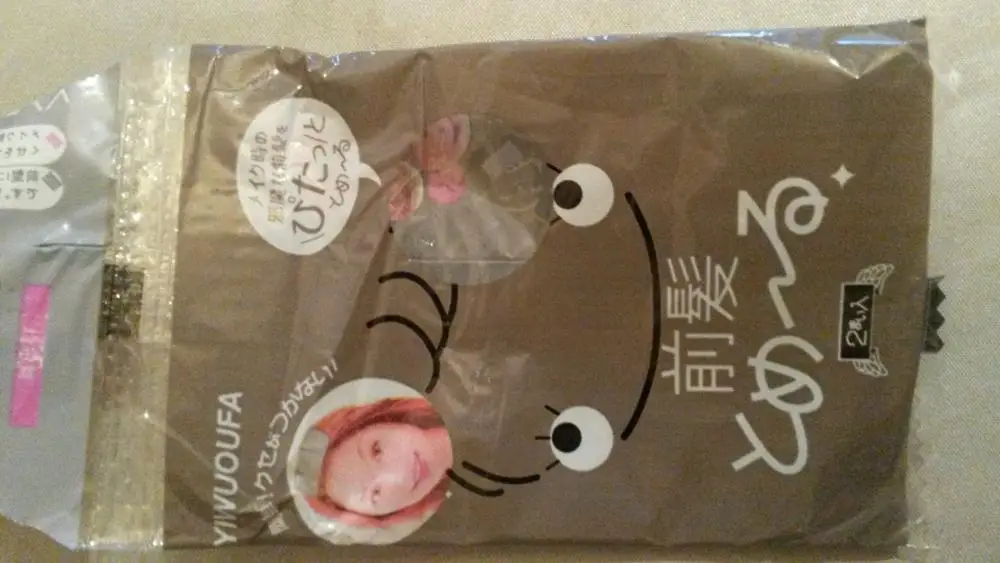 YIIVUOUFA
クセがつかない!!
メイク時の
邪魔な前髪を
ぴたっと
とめ〜る
前髪
とめ〜る
2枚入